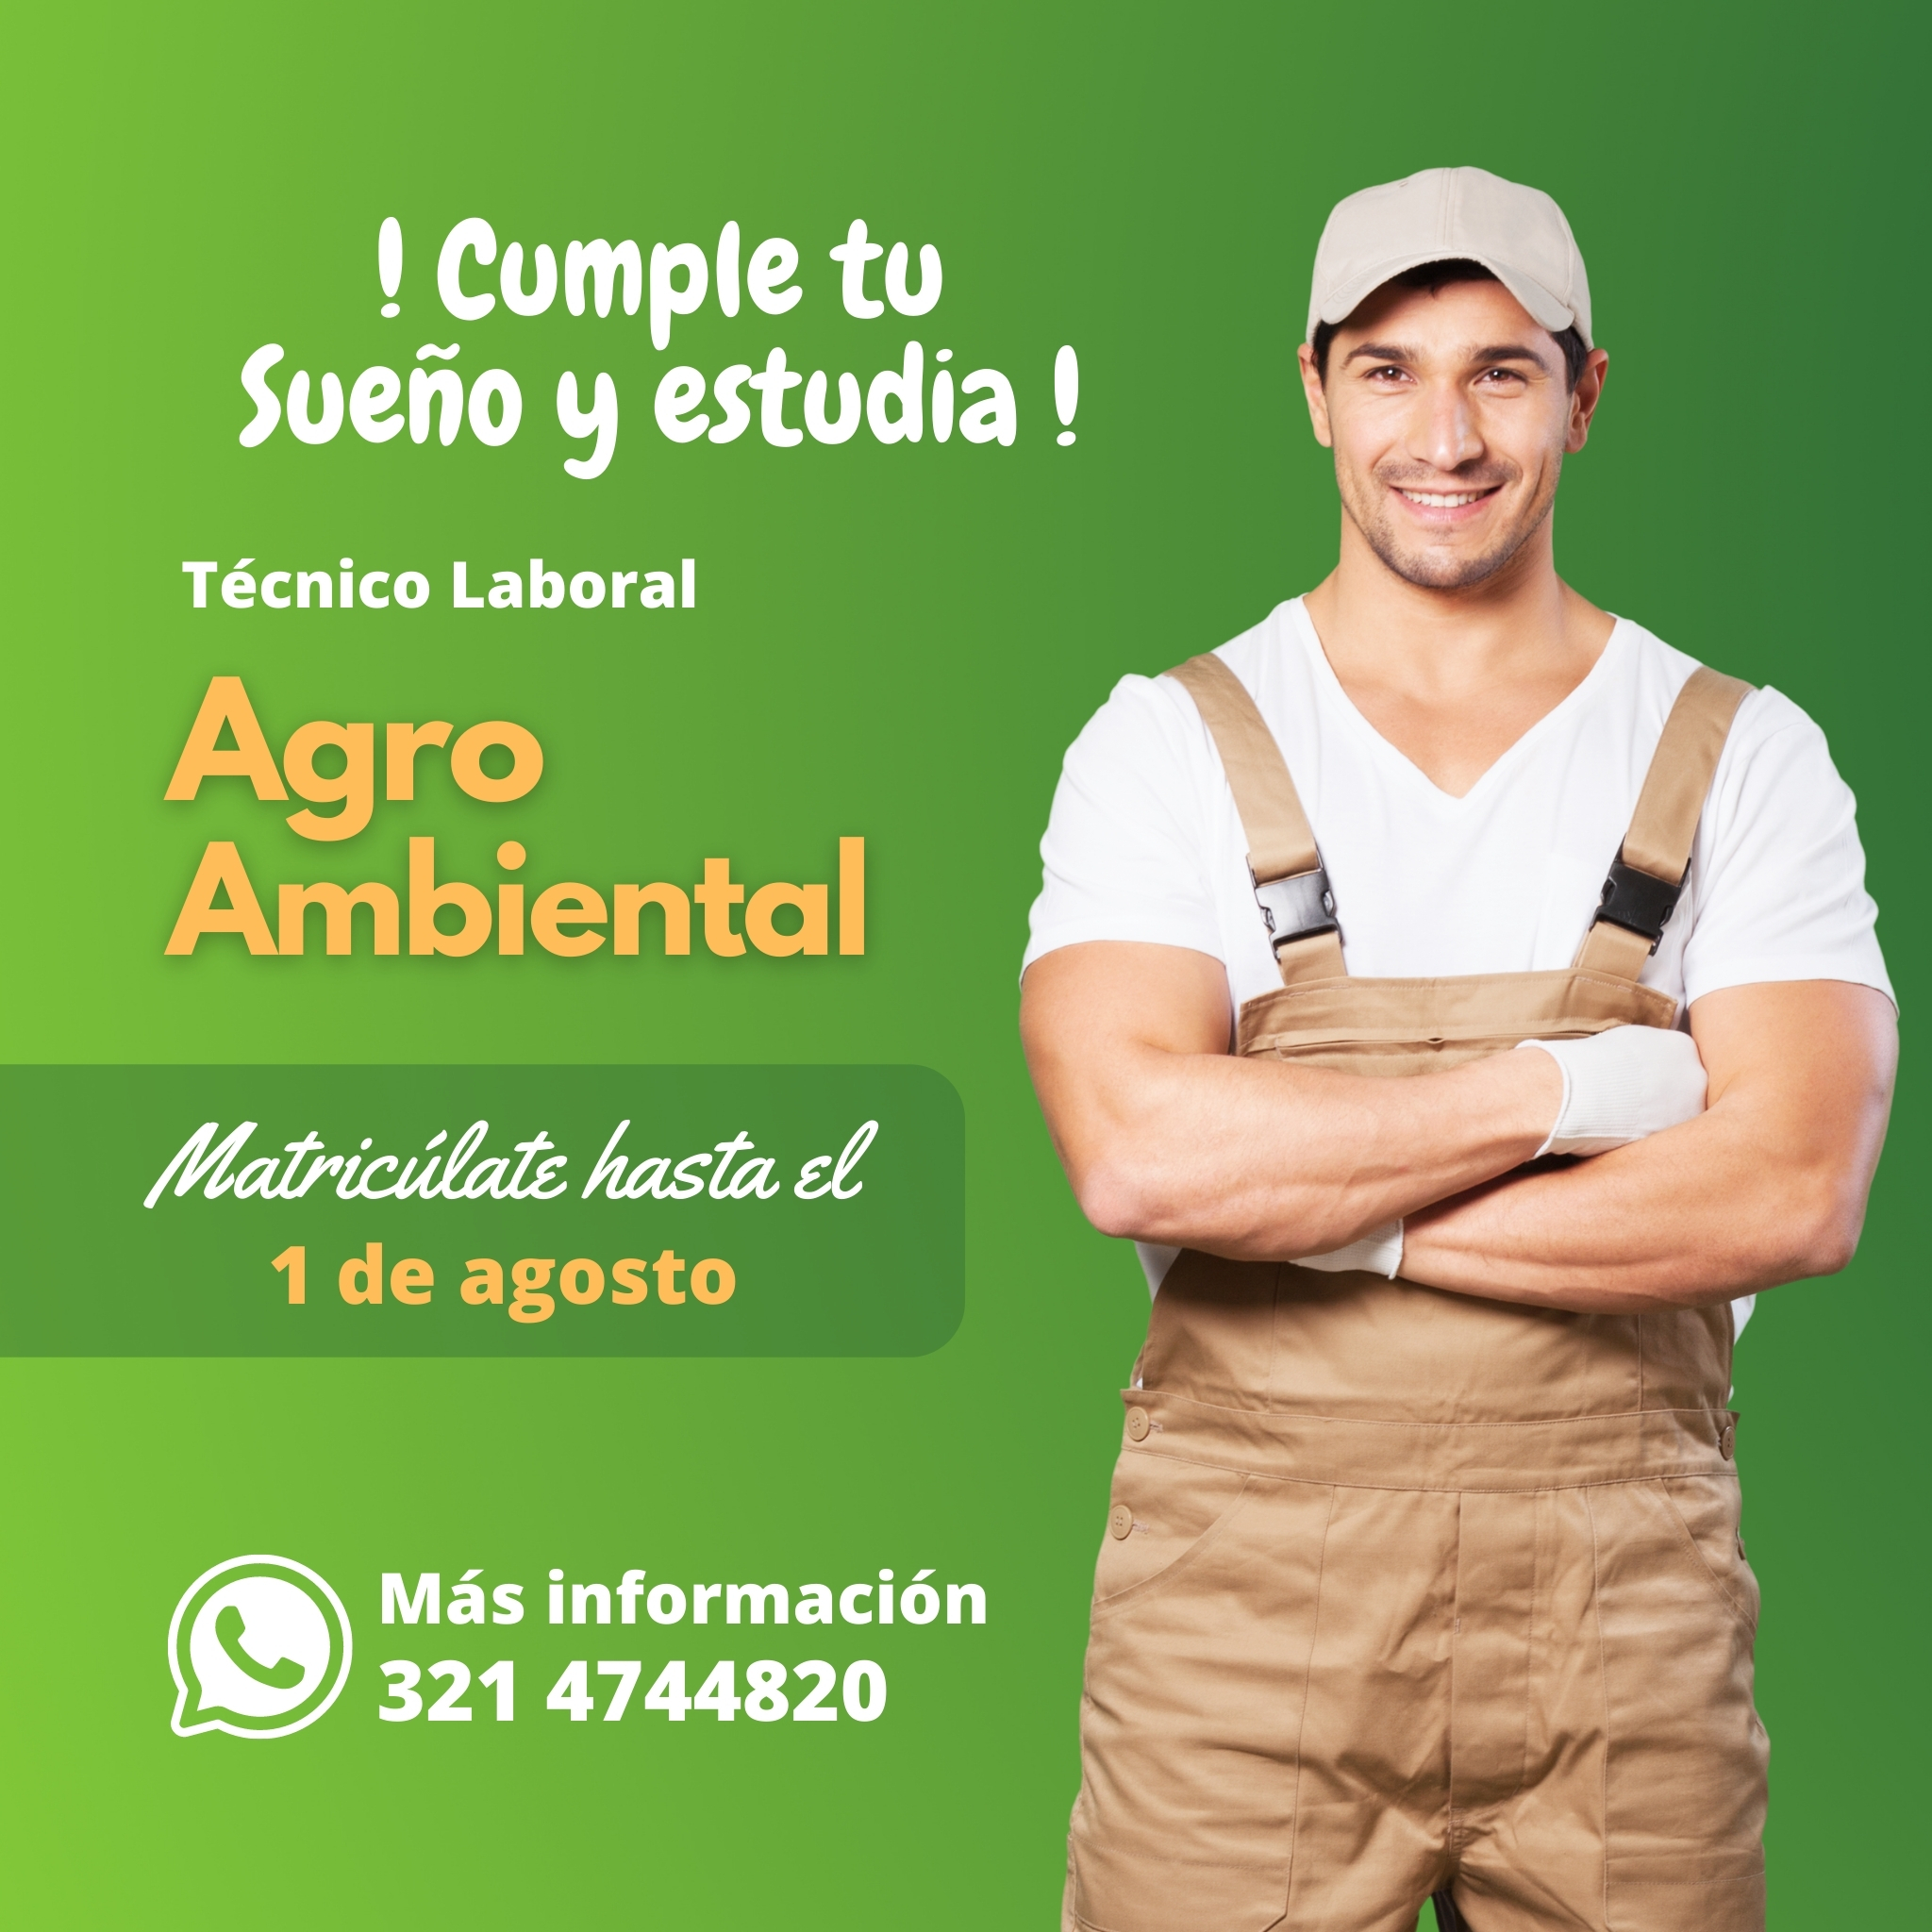 ! Cumple tu
Sueño y estudia !
Técnico Laboral
Agro
Ambiental
Matricúlate hasta el
1 de agosto
Más información
321 4744820